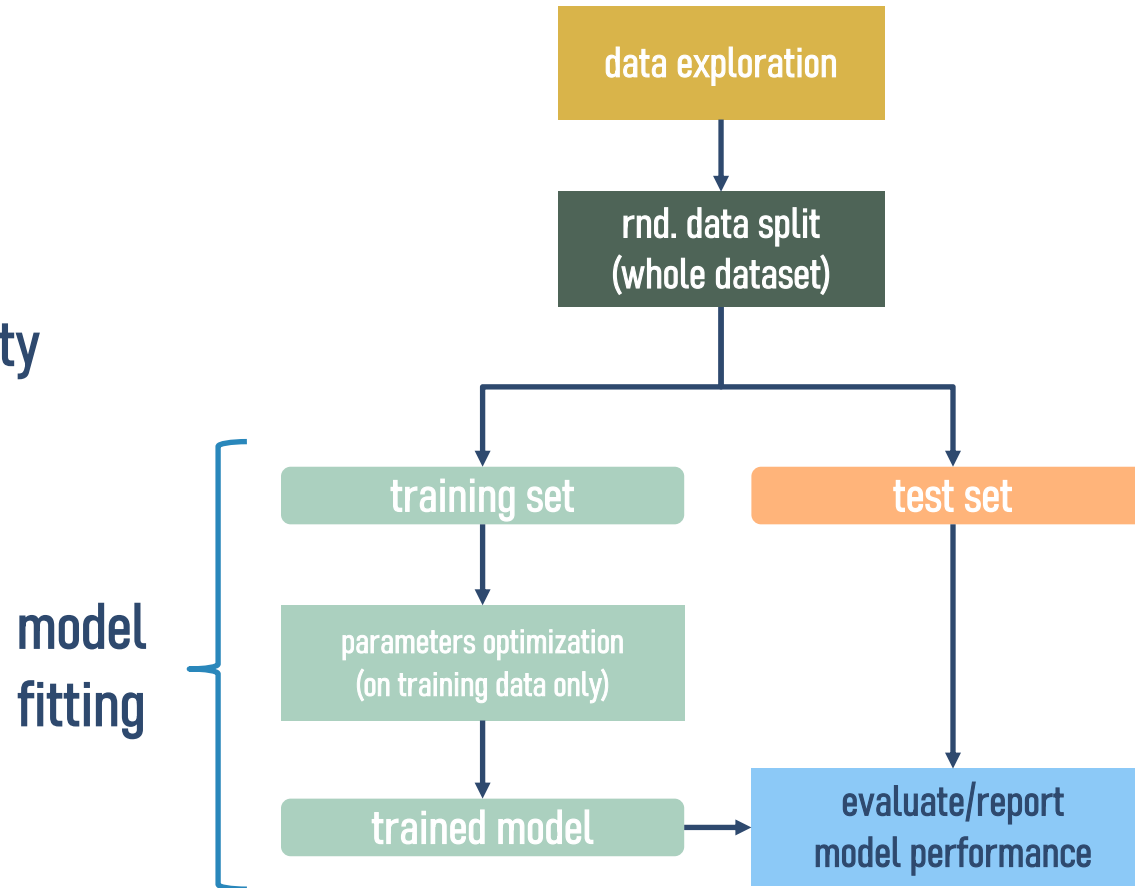 data exploration
rnd. data split
(whole dataset)
ty
training set
test set
model
fitting
parameters optimization
(on training data only)
trained model
evaluate/report
model performance